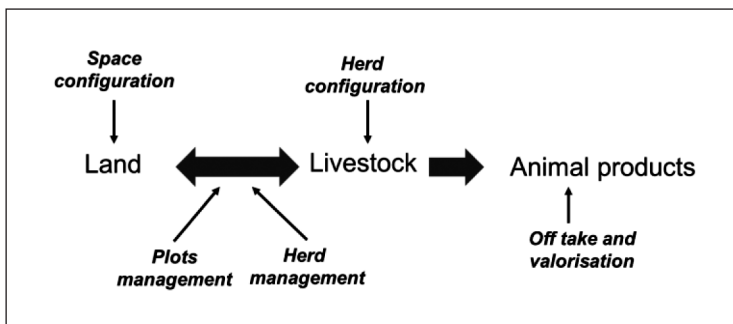 Space
configuration
Herd
configuration
Land
Livestock
Animal products
Plots
management
Herd
management
Off take and
valorisation